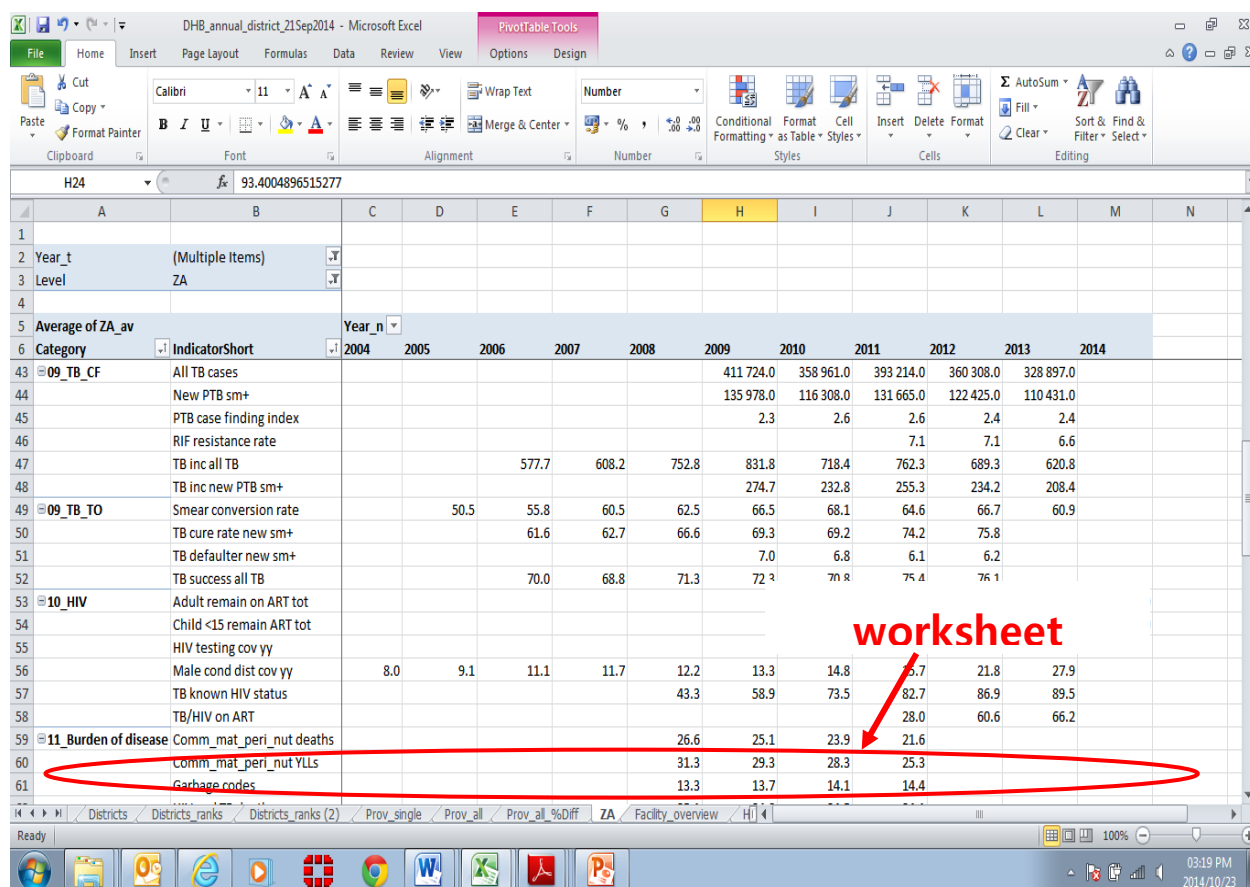 DHB_annual_district_21Sep2014 - Microsoft Excel PivotTable Tools
File Home Insert Page Layout Formulas Data Review View Options Design
Cut Calibri 11 Wrap Text Number Σ AutoSum
Copy Fill
Paste Format Painter B I U Merge & Center % , Conditional Format Cell Insert Delete Format Clear Sort & Find &
Formatting as Table Styles Filter Select
Clipboard Font Alignment Number Styles Cells Editing
H24 fx 93.4004896515277
A B C D E F G H I J K L M N
1
2 Year_t (Multiple Items)
3 Level ZA
4
5 Average of ZA_av Year_n
6 Category IndicatorShort 2004 2005 2006 2007 2008 2009 2010 2011 2012 2013 2014
43 09_TB_CF All TB cases 411 724.0 358 961.0 393 214.0 360 308.0 328 897.0
44 New PTB sm+ 135 978.0 116 308.0 131 665.0 122 425.0 110 431.0
45 PTB case finding index 2.3 2.6 2.6 2.4 2.4
46 RIF resistance rate 7.1 7.1 6.6
47 TB inc all TB 577.7 608.2 752.8 831.8 718.4 762.3 689.3 620.8
48 TB inc new PTB sm+ 274.7 232.8 255.3 234.2 208.4
49 09_TB_TO Smear conversion rate 50.5 55.8 60.5 62.5 66.5 68.1 64.6 66.7 60.9
50 TB cure rate new sm+ 61.6 62.7 66.6 69.3 69.2 74.2 75.8
51 TB defaulter new sm+ 7.0 6.8 6.1 6.2
52 TB success all TB 70.0 68.8 71.3 72.3 70.8 75.4 76.1
53 10_HIV Adult remain on ART tot
54 Child <15 remain ART tot
worksheet
55 HIV testing cov yy
56 Male cond dist cov yy 8.0 9.1 11.1 11.7 12.2 13.3 14.8 21.8 27.9
57 TB known HIV status 43.3 58.9 73.5 82.7 86.9 89.5
58 TB/HIV on ART 28.0 60.6 66.2
59 11_Burden of disease Comm_mat_peri_nut deaths 26.6 25.1 23.9 21.6
60 Comm_mat_peri_nut YLLs 31.3 29.3 28.3 25.3
61 Garbage codes 13.3 13.7 14.1 14.4
Districts Districts_ranks Districts_ranks (2) Prov_single Prov_all Prov_all_%Diff ZA Facility_overview
Ready 100%
03:19 PM
2014/10/23